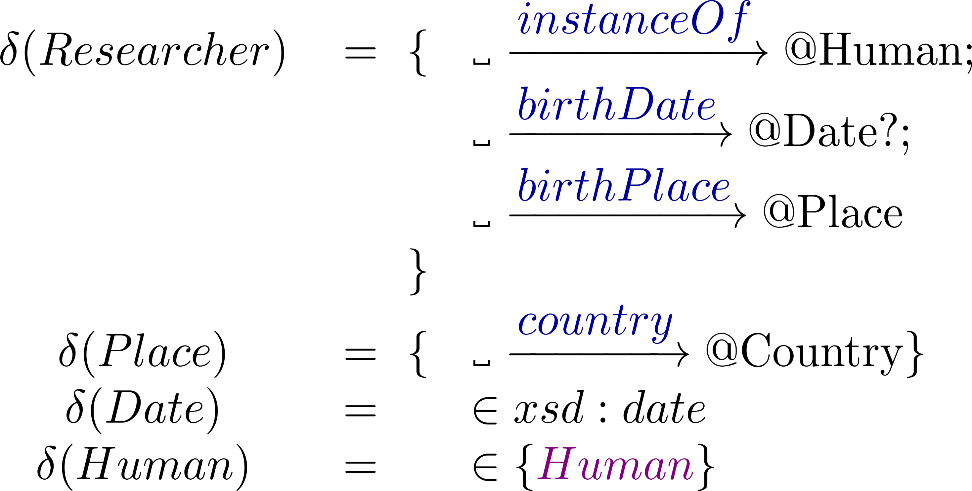 δ(Researcher) = { ␣ instanceOf⟶ @Human;
␣ birthDate⟶ @Date?;
␣ birthPlace⟶ @Place
}
δ(Place) = { ␣ country⟶ @Country}
δ(Date) = ∈ xsd : date
δ(Human) = ∈ {Human}